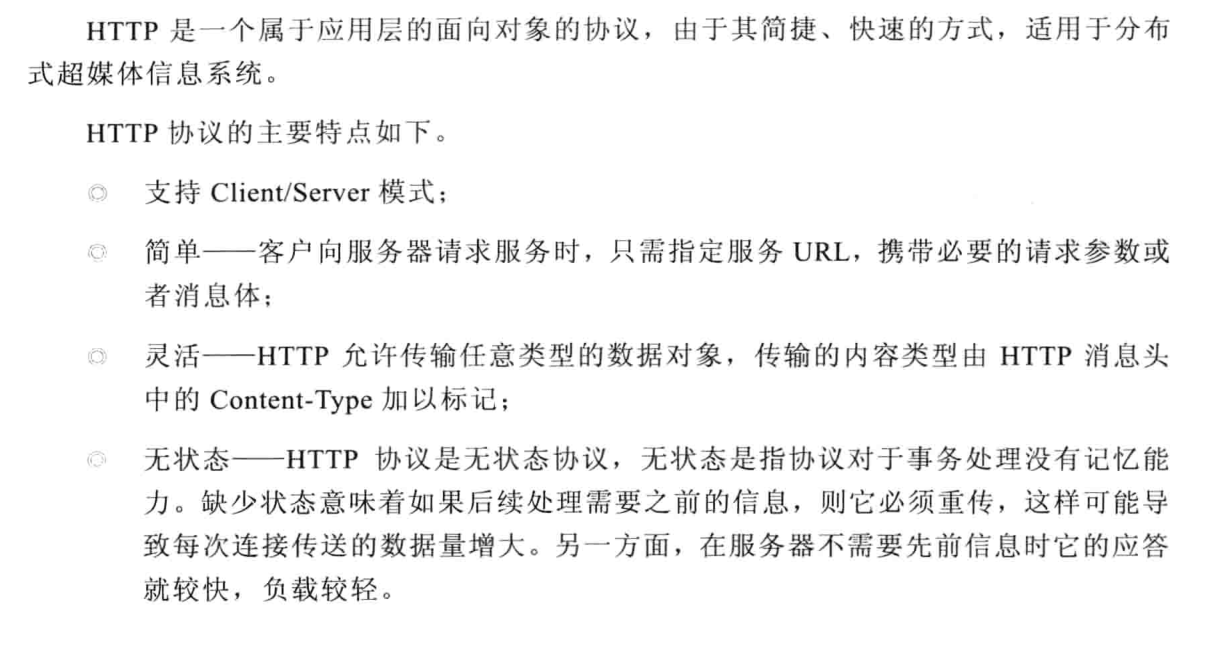 HTTP 是一个属于应用层的面向对象的协议，由于其简捷、快速的方式，适用于分布
式超媒体信息系统。
HTTP 协议的主要特点如下。
◎ 支持 Client/Server 模式；
◎ 简单——客户向服务器请求服务时，只需指定服务 URL，携带必要的请求参数或
者消息体；
◎ 灵活——HTTP 允许传输任意类型的数据对象，传输的内容类型由 HTTP 消息头
中的 Content-Type 加以标记；
◎ 无状态——HTTP 协议是无状态协议，无状态是指协议对于事务处理没有记忆能
力。缺少状态意味着如果后续处理需要之前的信息，则它必须重传，这样可能导
致每次连接传送的数据量增大。另一方面，在服务器不需要先前信息时它的应答
就较快，负载较轻。